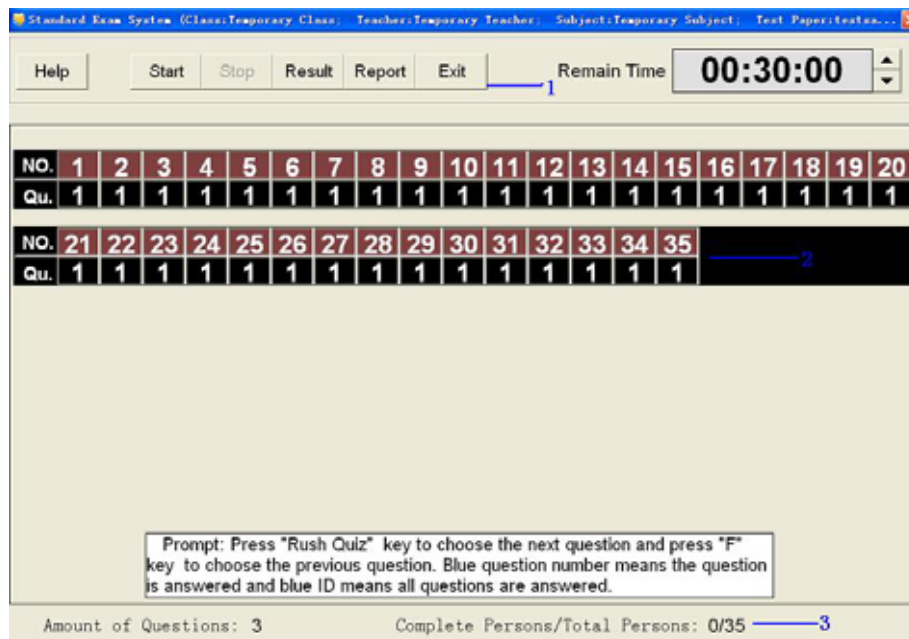 Standard Exam System (Class:Temporary Class; Teacher:Temporary Teacher; Subject:Temporary Subject; Test Paper:testsa...
Help Start Stop Result Report Exit 1 Remain Time 00:30:00
NO. 1 2 3 4 5 6 7 8 9 10 11 12 13 14 15 16 17 18 19 20
Qu. 1 1 1 1 1 1 1 1 1 1 1 1 1 1 1 1 1 1 1 1
NO. 21 22 23 24 25 26 27 28 29 30 31 32 33 34 35 2
Qu. 1 1 1 1 1 1 1 1 1 1 1 1 1 1 1
Prompt: Press "Rush Quiz" key to choose the next question and press "F"
key to choose the previous question. Blue question number means the question
is answered and blue ID means all questions are answered.
Amount of Questions: 3 Complete Persons/Total Persons: 0/35 3